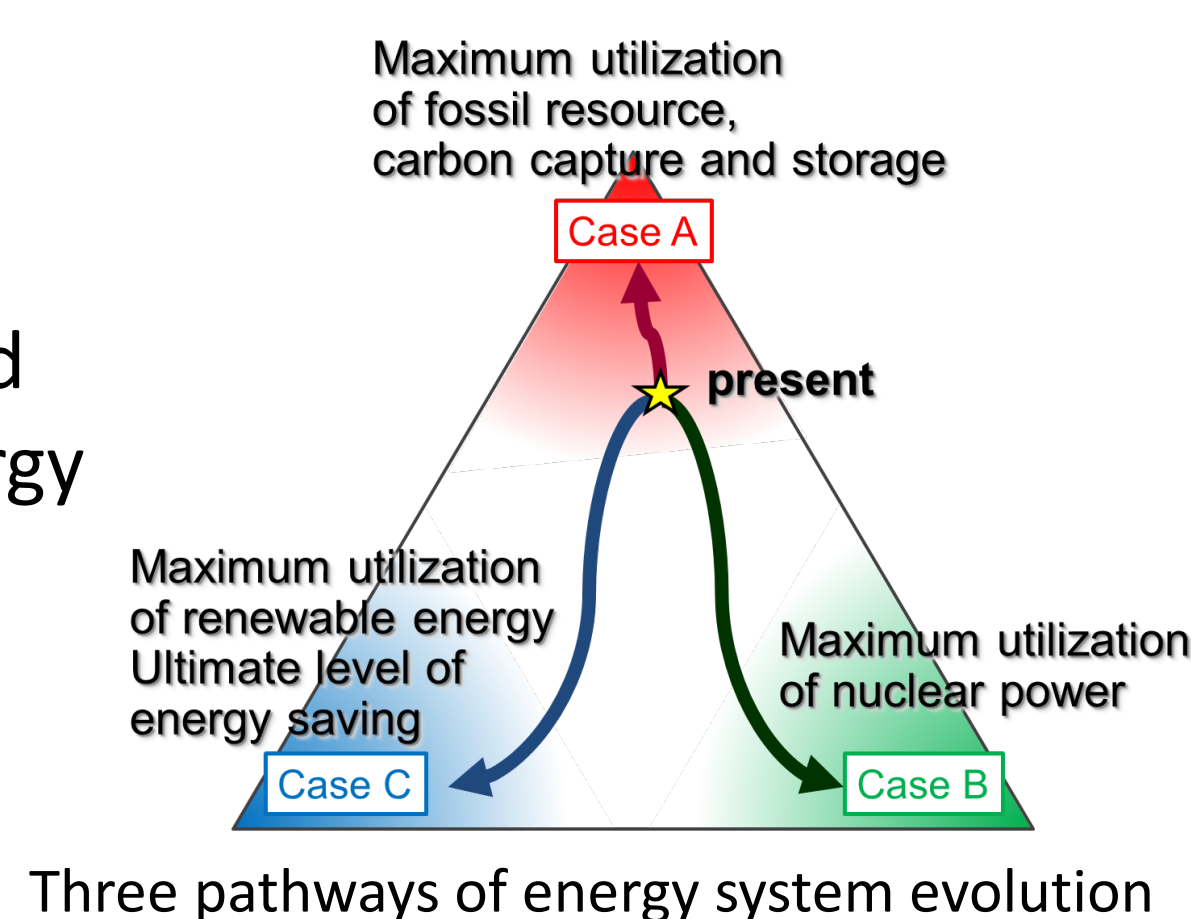 Maximum utilization
of fossil resource,
carbon capture and storage
Case A
present
Maximum utilization
of renewable energy
Ultimate level of
energy saving
Case C
Maximum utilization
of nuclear power
Case B
Three pathways of energy system evolution